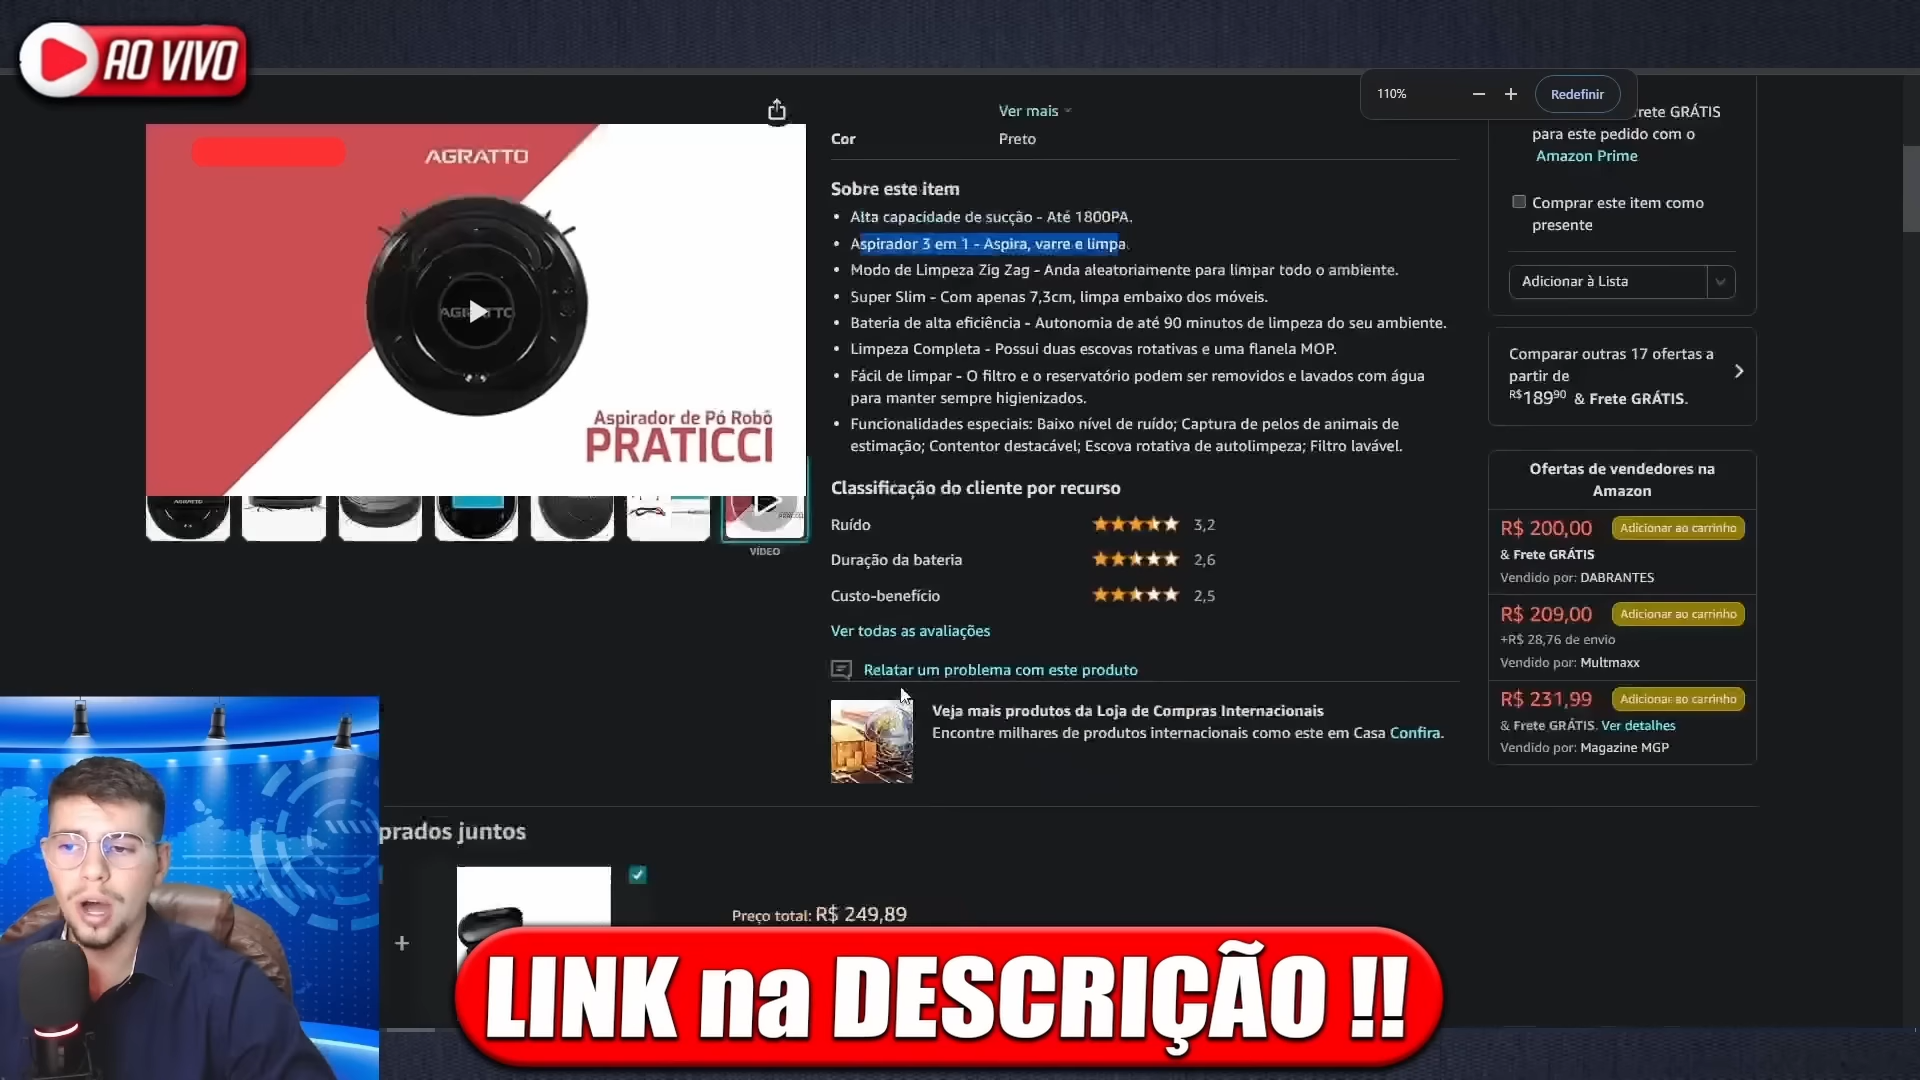 AO VIVO
110%
Redefinir
AGRATTO
AGRATTO
Aspirador de Pó Robô
PRATICCI
VÍDEO
Ver mais
Cor
Preto
Sobre este item
Alta capacidade de sucção - Até 1800PA.
Aspirador 3 em 1 - Aspira, varre e limpa.
Modo de Limpeza Zig Zag - Anda aleatoriamente para limpar todo o ambiente.
Super Slim - Com apenas 7,3cm, limpa embaixo dos móveis.
Bateria de alta eficiência - Autonomia de até 90 minutos de limpeza do seu ambiente.
Limpeza Completa - Possui duas escovas rotativas e uma flanela MOP.
Fácil de limpar - O filtro e o reservatório podem ser removidos e lavados com água
para manter sempre higienizados.
Funcionalidades especiais: Baixo nível de ruído; Captura de pelos de animais de
estimação; Contentor destacável; Escova rotativa de autolimpeza; Filtro lavável.
Classificação do cliente por recurso
Ruído 3,2
Duração da bateria 2,6
Custo-benefício 2,5
Ver todas as avaliações
Relatar um problema com este produto
Veja mais produtos da Loja de Compras Internacionais
Encontre milhares de produtos internacionais como este em Casa Confira.
rete GRÁTIS
para este pedido com o
Amazon Prime
Comprar este item como
presente
Adicionar à Lista
Comparar outras 17 ofertas a
partir de
R$189⁹⁰ & Frete GRÁTIS.
Ofertas de vendedores na
Amazon
R$ 200,00 Adicionar ao carrinho
& Frete GRÁTIS
Vendido por: DABRANTES
R$ 209,00 Adicionar ao carrinho
+R$ 28,76 de envio
Vendido por: Multmaxx
R$ 231,99 Adicionar ao carrinho
& Frete GRÁTIS. Ver detalhes
Vendido por: Magazine MGP
prados juntos
+
Preço total: R$ 249,89
LINK na DESCRIÇÃO !!